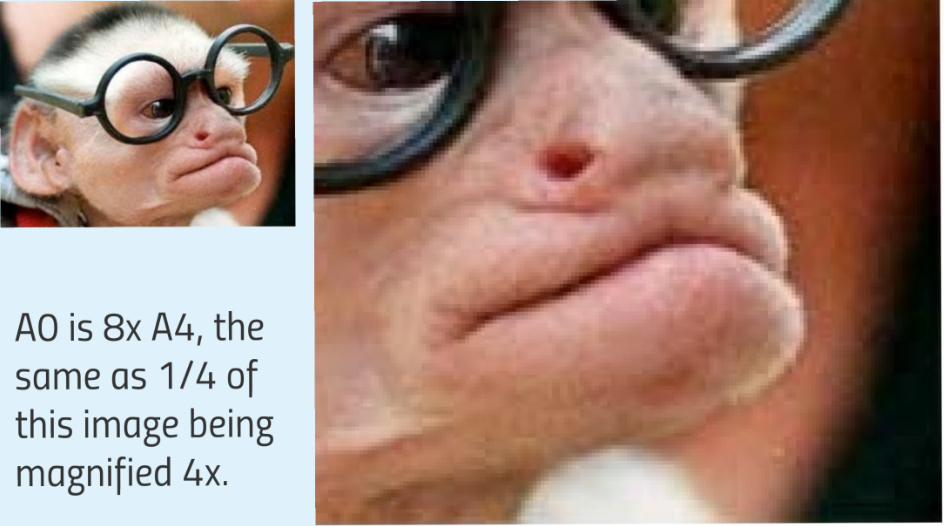 A0 is 8x A4, the
same as 1/4 of
this image being
magnified 4x.